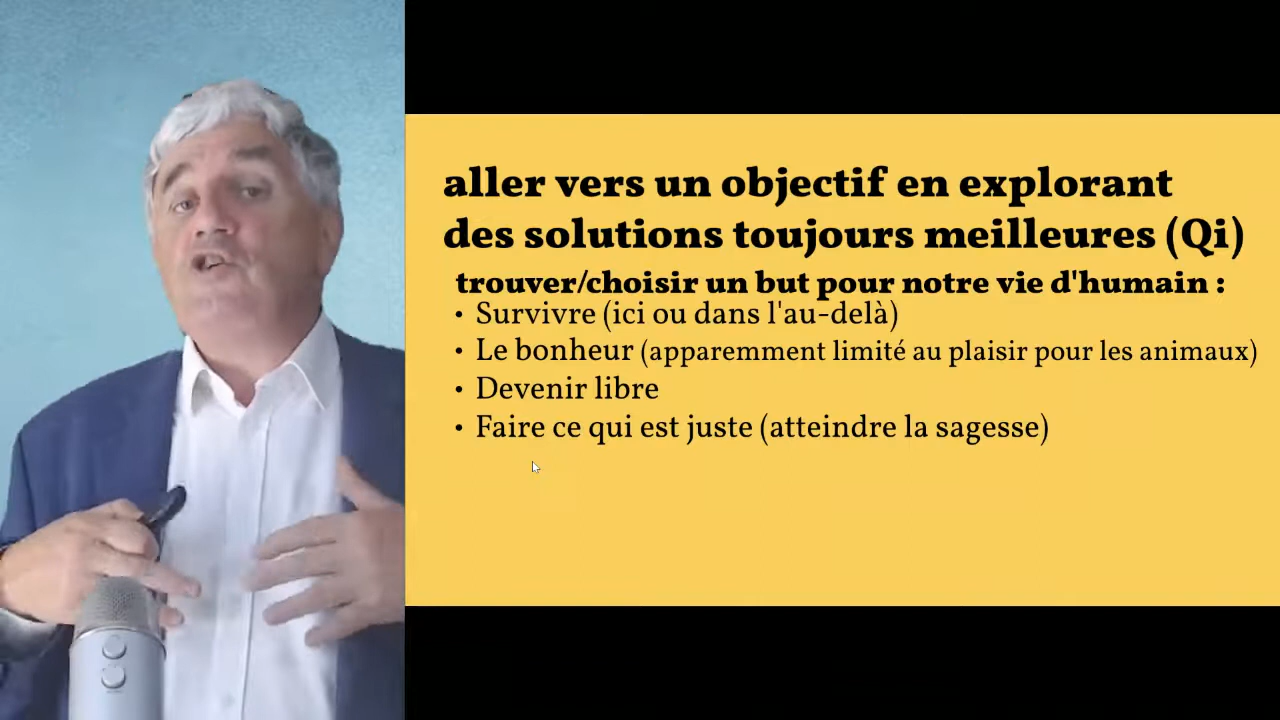 aller vers un objectif en explorant
des solutions toujours meilleures (Qi)
trouver/choisir un but pour notre vie d'humain :
• Survivre (ici ou dans l'au-delà)
• Le bonheur (apparemment limité au plaisir pour les animaux)
• Devenir libre
• Faire ce qui est juste (atteindre la sagesse)